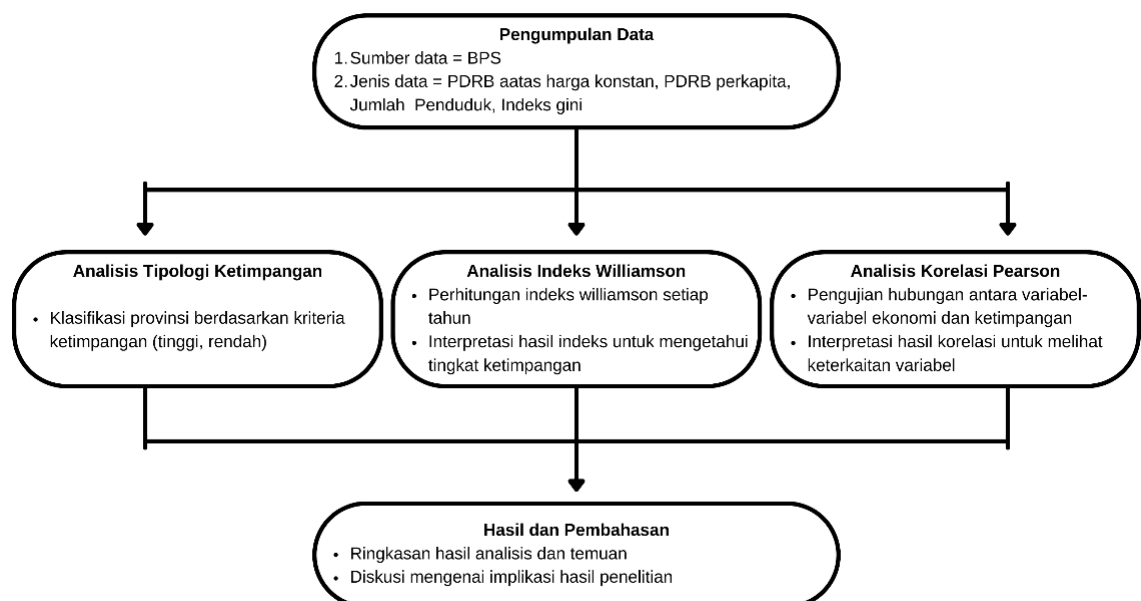 Pengumpulan Data
1. Sumber data = BPS
2. Jenis data = PDRB aatas harga konstan, PDRB perkapita,
Jumlah Penduduk, Indeks gini
Analisis Tipologi Ketimpangan
• Klasifikasi provinsi berdasarkan kriteria
ketimpangan (tinggi, rendah)
Analisis Indeks Williamson
• Perhitungan indeks williamson setiap
tahun
• Interpretasi hasil indeks untuk mengetahui
tingkat ketimpangan
Analisis Korelasi Pearson
• Pengujian hubungan antara variabel-
variabel ekonomi dan ketimpangan
• Interpretasi hasil korelasi untuk melihat
keterkaitan variabel
Hasil dan Pembahasan
• Ringkasan hasil analisis dan temuan
• Diskusi mengenai implikasi hasil penelitian